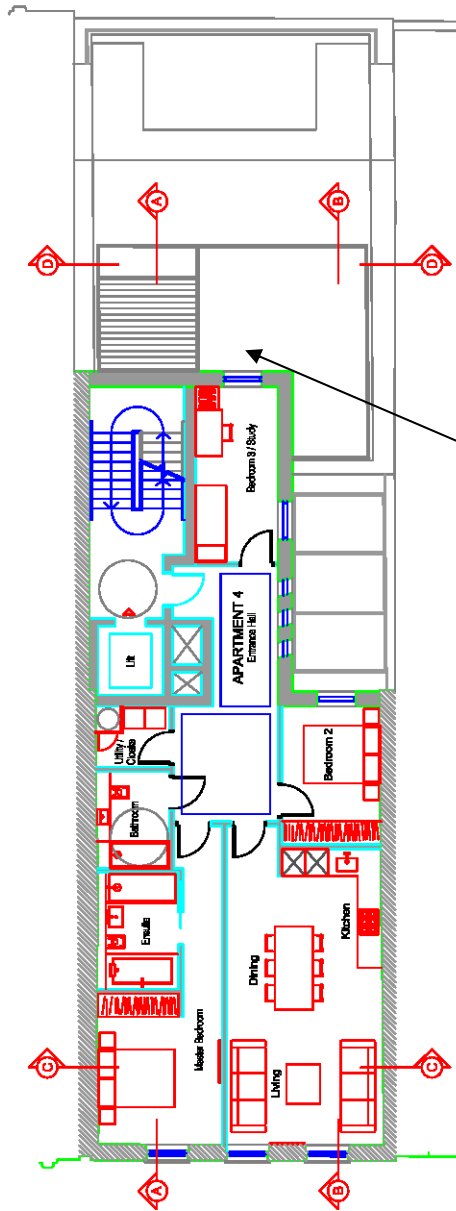 A
B
D
D
Bedroom 3 / Study
APARTMENT 4
Entrance Hall
Lift
Utility /
Cloaks
Bathroom
Bedroom 2
Ensuite
Kitchen
Dining
Master Bedroom
Living
C
C
A
B